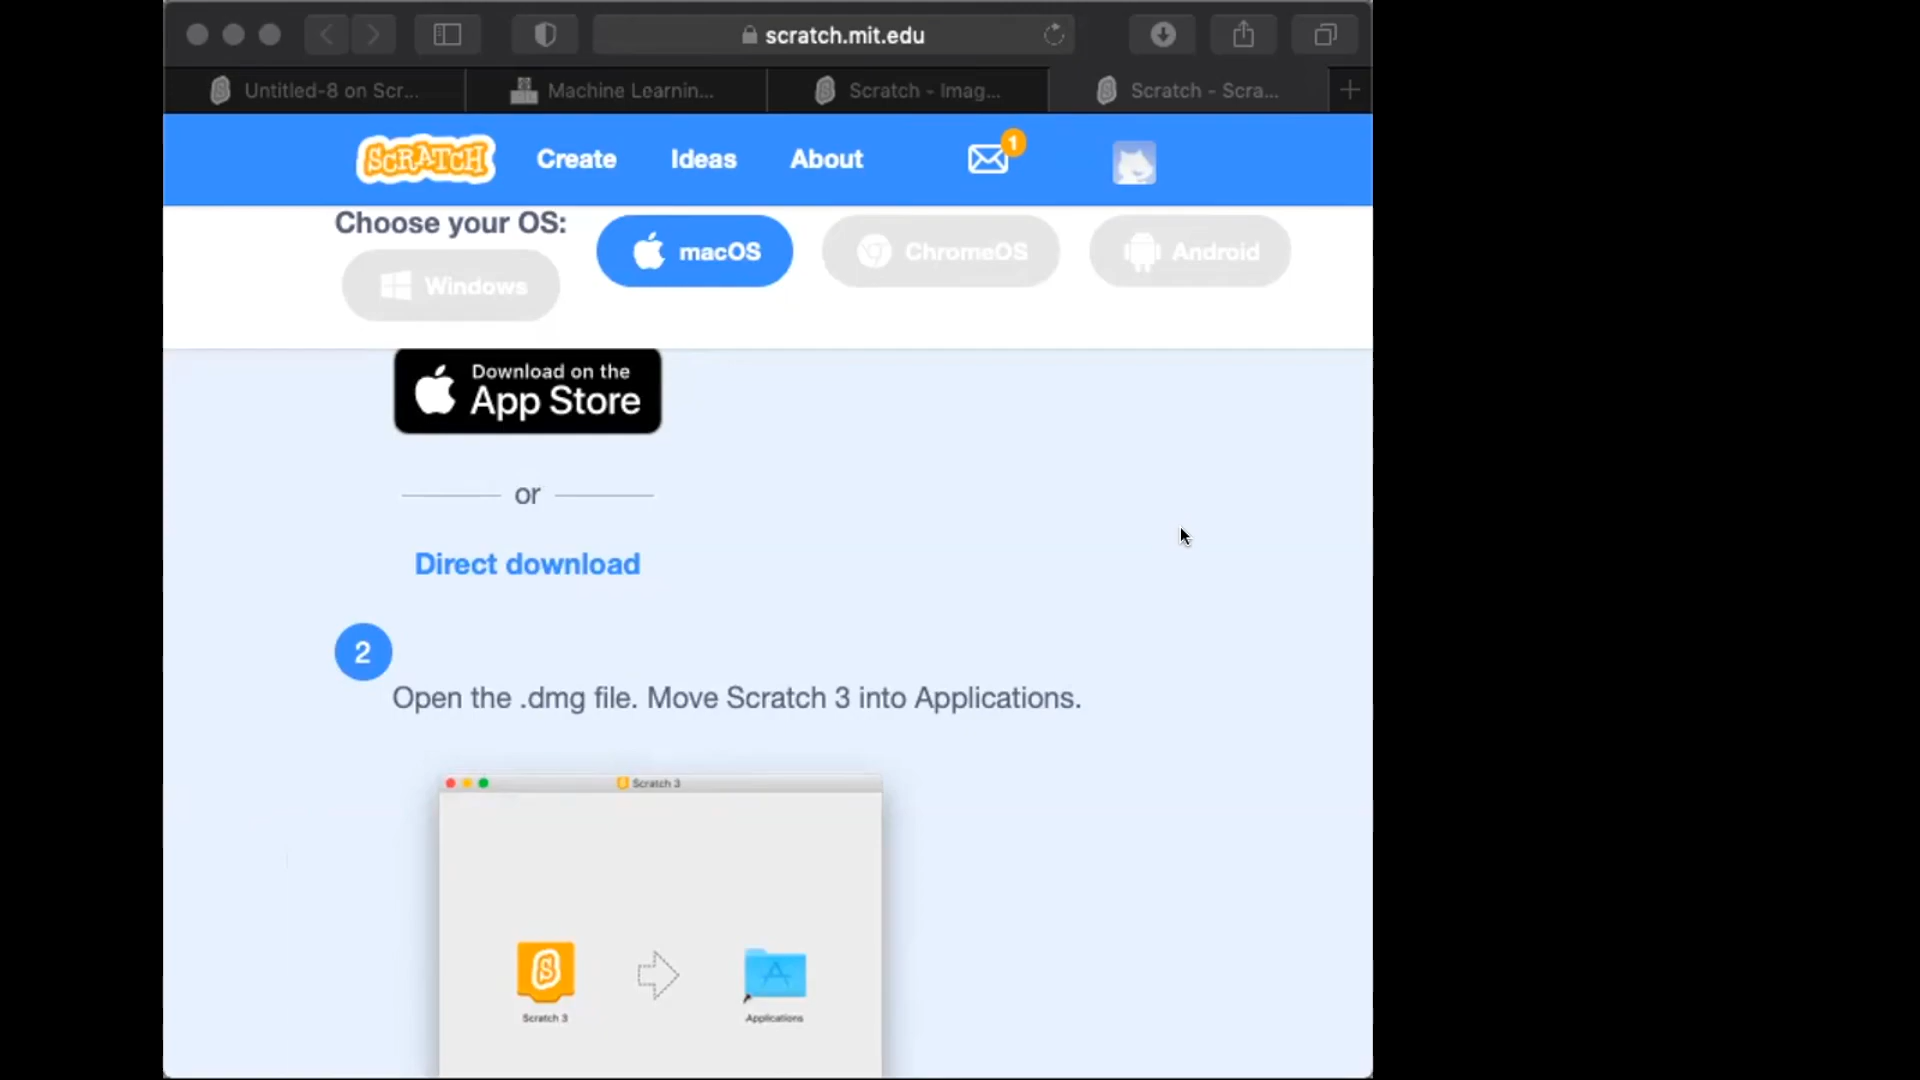 scratch.mit.edu
Untitled-8 on Scr...
Machine Learnin...
Scratch - Imag...
Scratch - Scra...
SCRATCH
Create
Ideas
About
1
Choose your OS:
macOS
ChromeOS
Android
Windows
Download on the
App Store
or
Direct download
2
Open the .dmg file. Move Scratch 3 into Applications.
Scratch 3
S
Scratch 3
Applications